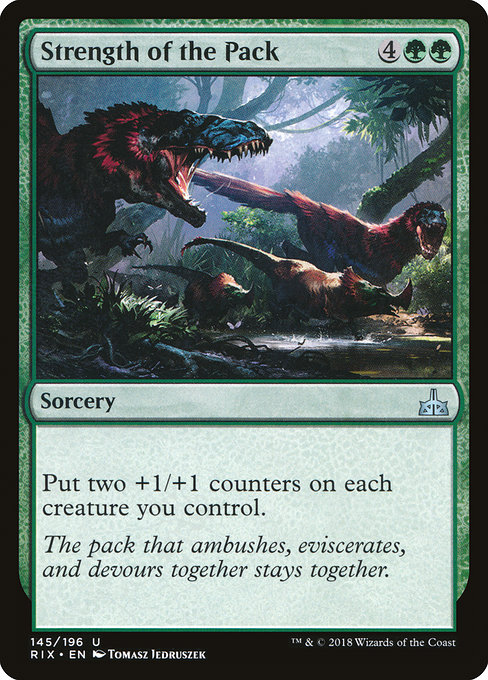 Strength of the Pack 4
Sorcery
Put two +1/+1 counters on each
creature you control.
The pack that ambushes, eviscerates,
and devours together stays together.
145/196 U
RIX • EN Tomasz Jedruszek
™ & © 2018 Wizards of the Coast